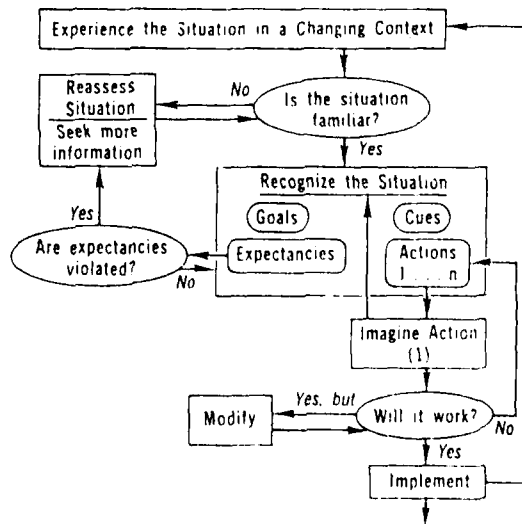 Experience the Situation in a Changing Context
Reassess
Situation
Seek more
information
No
Is the situation
familiar?
Yes
Recognize the Situation
Goals
Cues
Yes
Are expectancies
violated?
No
Expectancies
Actions
1 . . . n
Imagine Action
(1)
Modify
Yes, but
Will it work?
No
Yes
Implement